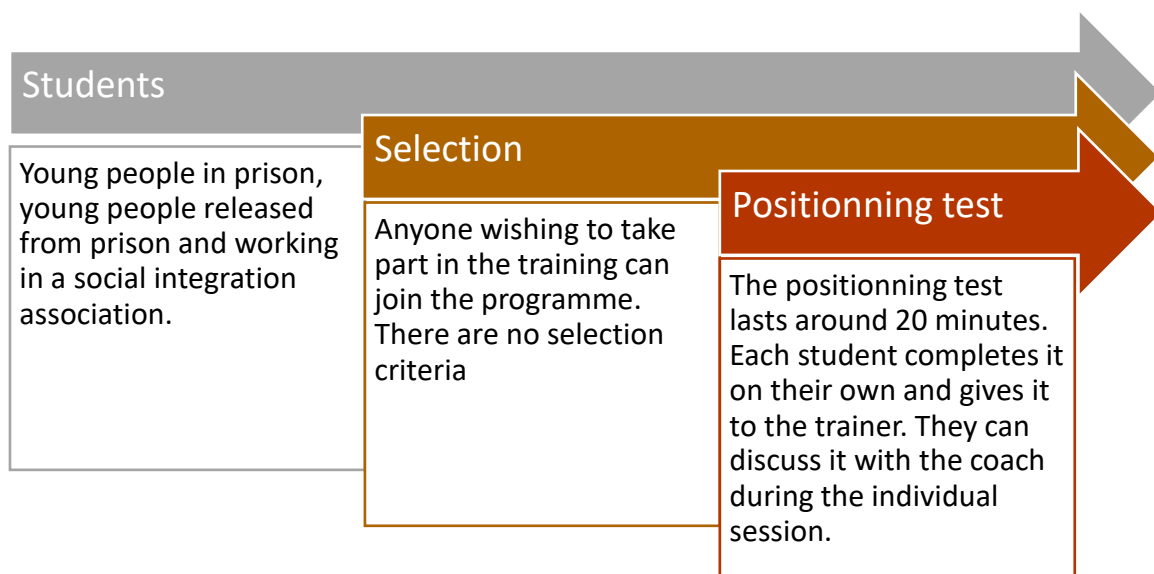 Students
Young people in prison,
young people released
from prison and working
in a social integration
association.
Selection
Anyone wishing to take
part in the training can
join the programme.
There are no selection
criteria
Positionning test
The positionning test
lasts around 20 minutes.
Each student completes it
on their own and gives it
to the trainer. They can
discuss it with the coach
during the individual
session.